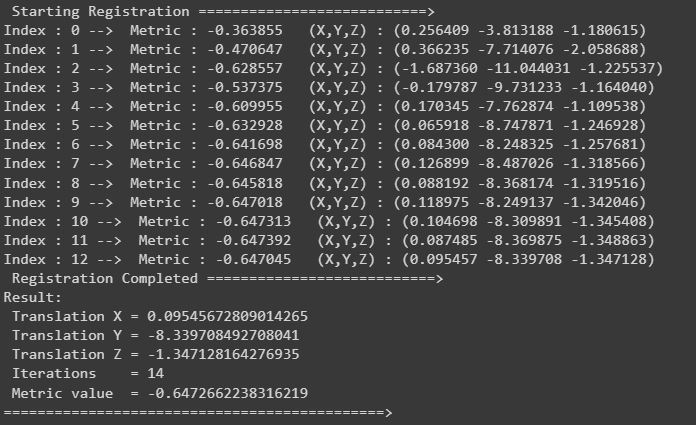 Starting Registration ===========================>
Index : 0 -->  Metric : -0.363855   (X,Y,Z) : (0.256409 -3.813188 -1.180615)
Index : 1 -->  Metric : -0.470647   (X,Y,Z) : (0.366235 -7.714076 -2.058688)
Index : 2 -->  Metric : -0.628557   (X,Y,Z) : (-1.687360 -11.044031 -1.225537)
Index : 3 -->  Metric : -0.537375   (X,Y,Z) : (-0.179787 -9.731233 -1.164040)
Index : 4 -->  Metric : -0.609955   (X,Y,Z) : (0.170345 -7.762874 -1.109538)
Index : 5 -->  Metric : -0.632928   (X,Y,Z) : (0.065918 -8.747871 -1.246928)
Index : 6 -->  Metric : -0.641698   (X,Y,Z) : (0.084300 -8.248325 -1.257681)
Index : 7 -->  Metric : -0.646847   (X,Y,Z) : (0.126899 -8.487026 -1.318566)
Index : 8 -->  Metric : -0.645818   (X,Y,Z) : (0.088192 -8.368174 -1.319516)
Index : 9 -->  Metric : -0.647018   (X,Y,Z) : (0.118975 -8.249137 -1.342046)
Index : 10 -->  Metric : -0.647313   (X,Y,Z) : (0.104698 -8.309891 -1.345408)
Index : 11 -->  Metric : -0.647392   (X,Y,Z) : (0.087485 -8.369875 -1.348863)
Index : 12 -->  Metric : -0.647045   (X,Y,Z) : (0.095457 -8.339708 -1.347128)
Registration Completed ===========================>
Result:
Translation X = 0.09545672809014265
Translation Y = -8.339708492708041
Translation Z = -1.347128164276935
Iterations    = 14
Metric value  = -0.6472662238316219
=============================================>